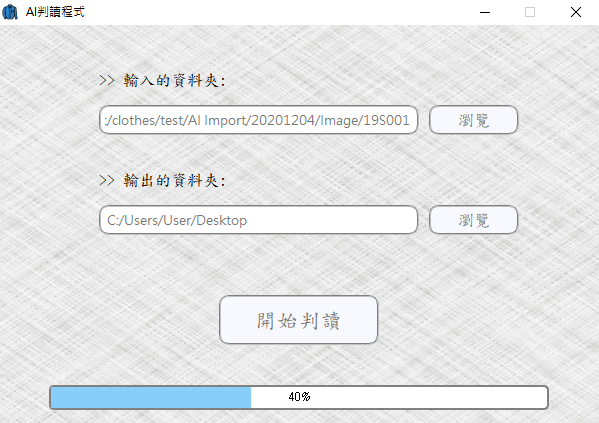 AI判讀程式
>> 輸入的資料夾:
:/clothes/test/AI Import/20201204/Image/19S001
瀏覽
>> 輸出的資料夾:
C:/Users/User/Desktop
瀏覽
開始判讀
40%